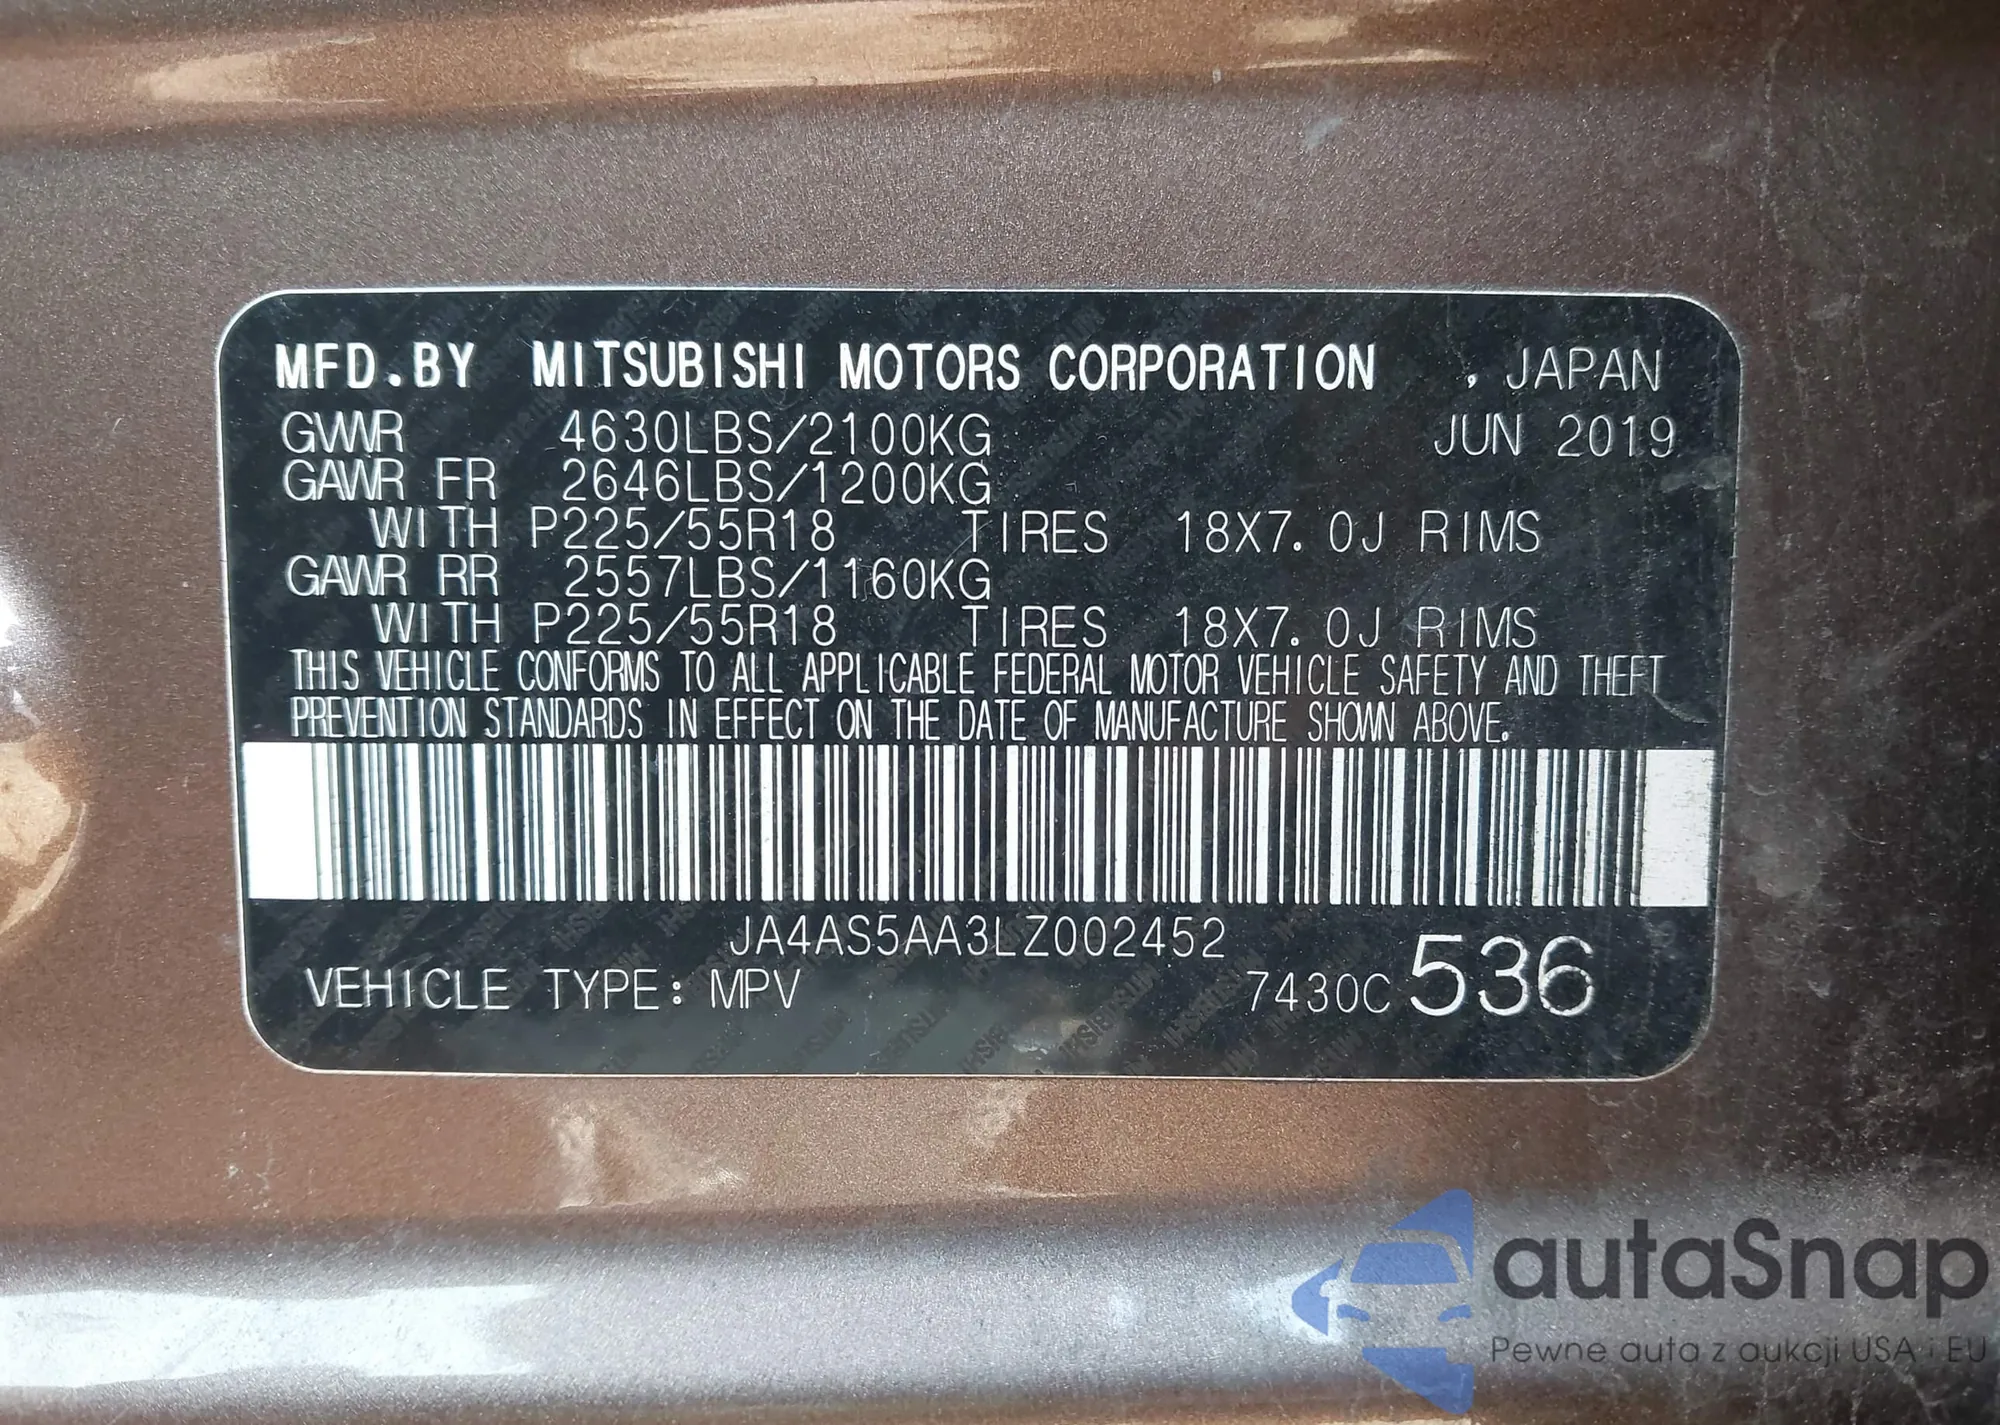 MFD.BY MITSUBISHI MOTORS CORPORATION , JAPAN
GVWR 4630LBS/2100KG JUN 2019
GAWR FR 2646LBS/1200KG
WITH P225/55R18 TIRES 18X7.0J RIMS
GAWR RR 2557LBS/1160KG
WITH P225/55R18 TIRES 18X7.0J RIMS
THIS VEHICLE CONFORMS TO ALL APPLICABLE FEDERAL MOTOR VEHICLE SAFETY AND THEFT
PREVENTION STANDARDS IN EFFECT ON THE DATE OF MANUFACTURE SHOWN ABOVE.
JA4AS5AA3LZ002452
VEHICLE TYPE: MPV 7430C 536
autaSnap
Pewne auta z aukcji USA i EU